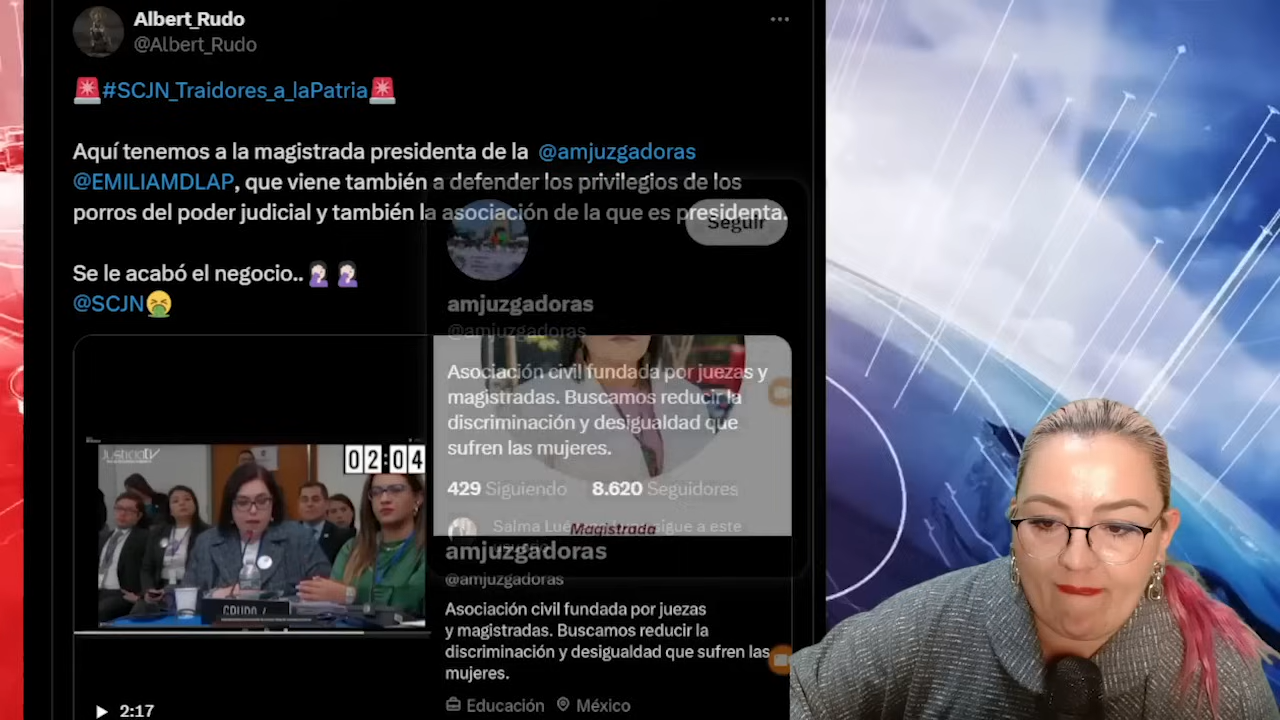 Albert_Rudo
@Albert_Rudo
🚨#SCJN_Traidores_a_laPatria🚨
Aquí tenemos a la magistrada presidenta de la @amjuzgadoras
@EMILIAMDLAP, que viene también a defender los privilegios de los
porros del poder judicial y también la asociación de la que es presidenta.
Seguir
Se le acabó el negocio..🤦🏻‍♀️🤦🏻‍♀️
@SCJN🤮
amjuzgadoras
@amjuzgadoras
Asociación civil fundada por juezas y
magistradas. Buscamos reducir la
discriminación y desigualdad que
sufren las mujeres.
429 Siguiendo 8.620 Seguidores
JusticiaTV
02:04
sigue a este
Magistrada
amjuzgadoras
@amjuzgadoras
Asociación civil fundada por juezas
y magistradas. Buscamos reducir la
discriminación y desigualdad que sufren las
mujeres.
Educación México
2:17